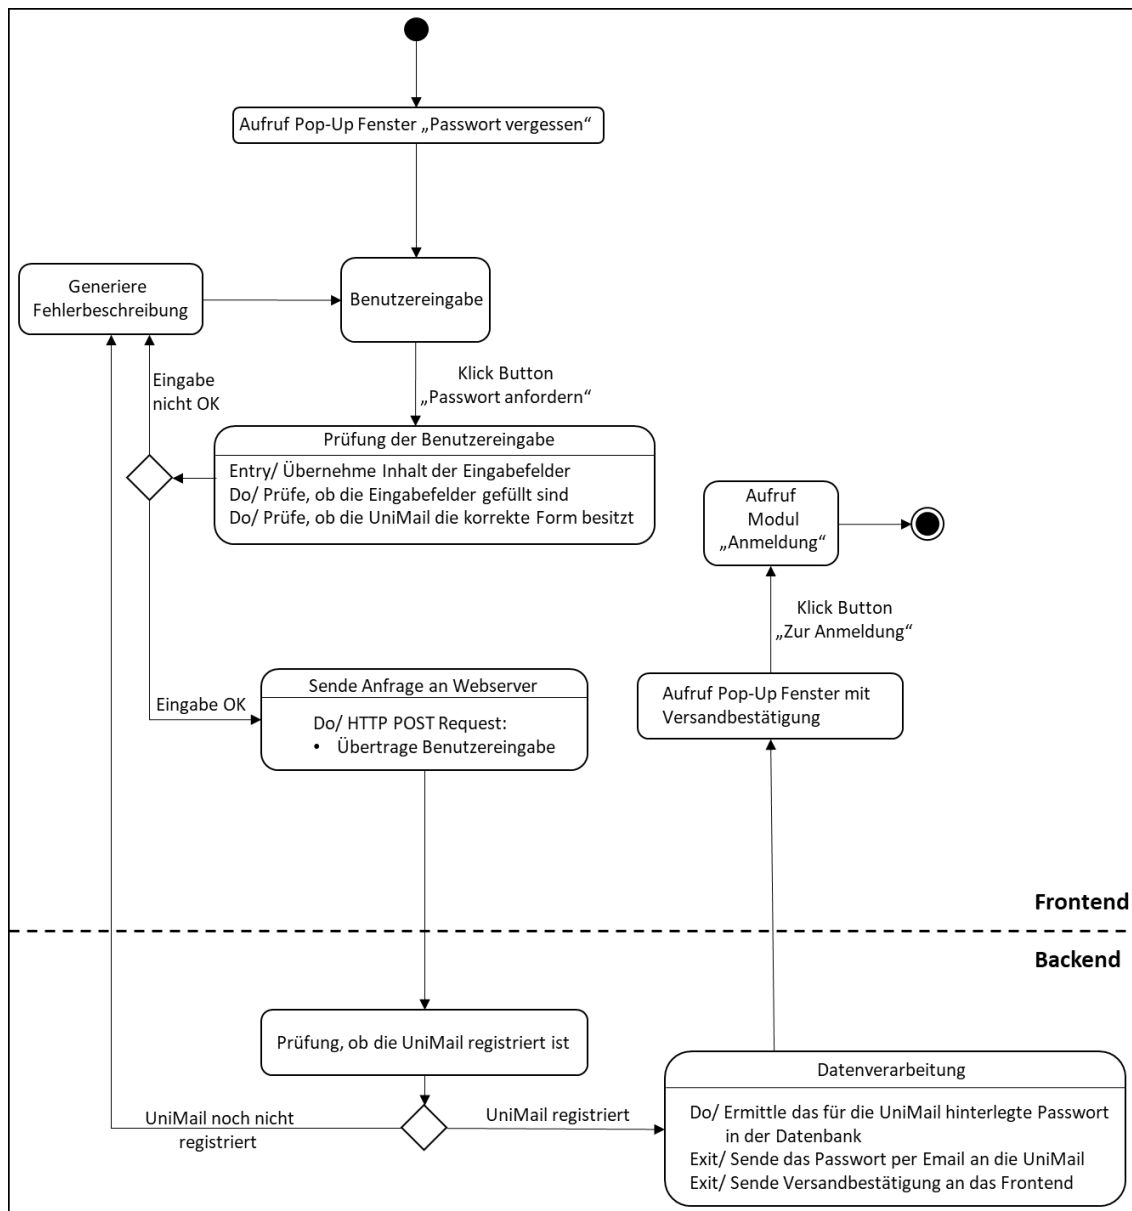 Aufruf Pop-Up Fenster „Passwort vergessen“
Generiere
Fehlerbeschreibung
Benutzereingabe
Eingabe
nicht OK
Klick Button
„Passwort anfordern“
Prüfung der Benutzereingabe
Entry/ Übernehme Inhalt der Eingabefelder
Do/ Prüfe, ob die Eingabefelder gefüllt sind
Do/ Prüfe, ob die UniMail die korrekte Form besitzt
Aufruf
Modul
„Anmeldung“
Klick Button
„Zur Anmeldung“
Eingabe OK
Sende Anfrage an Webserver
Do/ HTTP POST Request:
• Übertrage Benutzereingabe
Aufruf Pop-Up Fenster mit
Versandbestätigung
Frontend
Backend
Prüfung, ob die UniMail registriert ist
UniMail noch nicht
registriert
UniMail registriert
Datenverarbeitung
Do/ Ermittle das für die UniMail hinterlegte Passwort
in der Datenbank
Exit/ Sende das Passwort per Email an die UniMail
Exit/ Sende Versandbestätigung an das Frontend